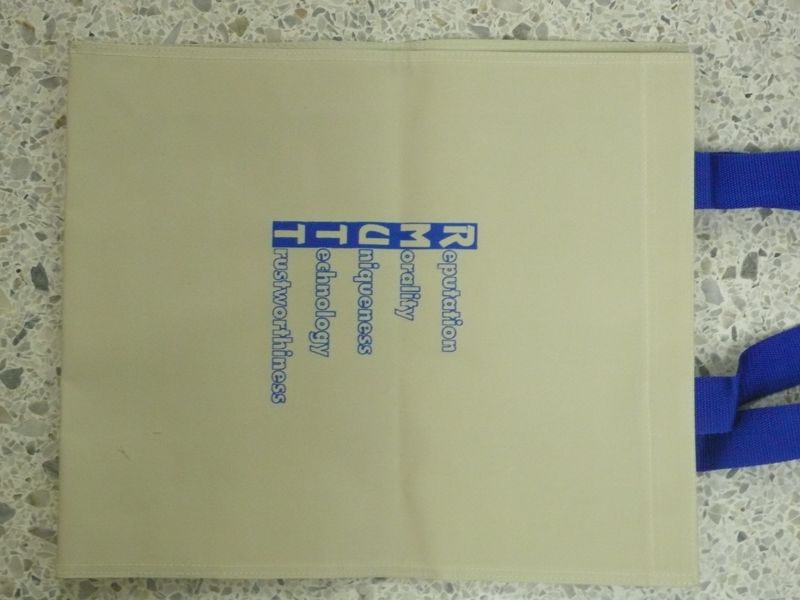 Reputation
Morality
Uniqueness
Technology
Trustworthiness